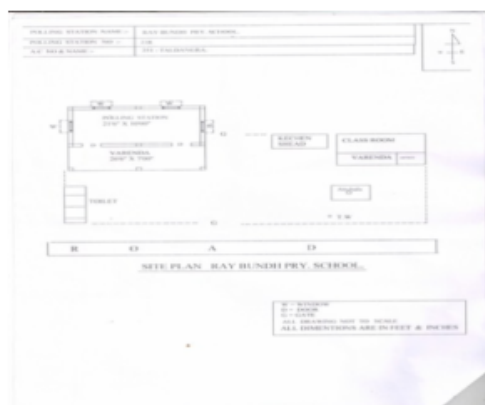 POLLING STATION NAME :- RAY BUNDH PRY. SCHOOL.
POLLING STATION NO :-
A.C NO & NAME :-
N
W
W
POLLING STATION
W
W
G
KITCHEN
SHEAD
CLASS ROOM
VARENDA
VARENDA
TOILET
T.W
G
R O A D
SITE PLAN RAY BUNDH PRY. SCHOOL.
W = WINDOW
D = DOOR
G = GATE
ALL DRAWING NOT TO SCALE
ALL DIMENTIONS ARE IN FEET & INCHES